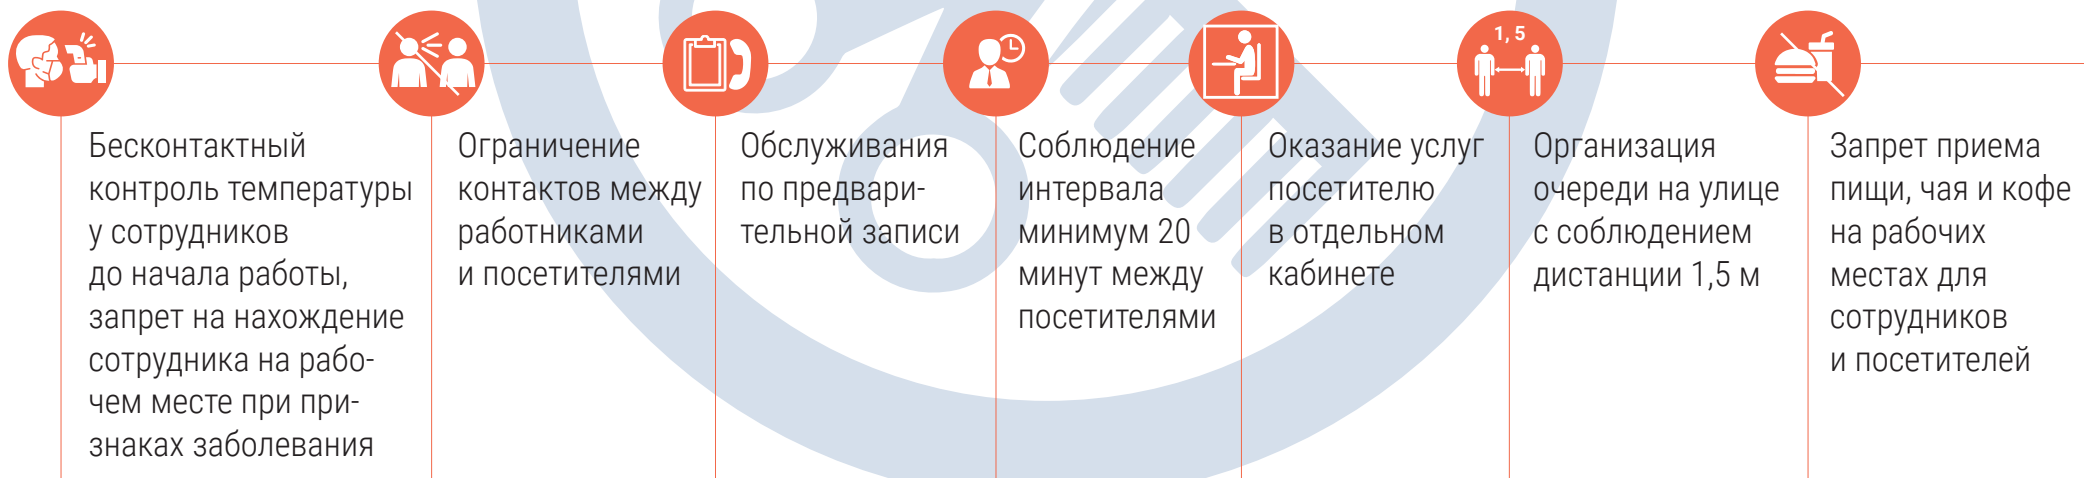 Бесконтактный
контроль температуры
у сотрудников
до начала работы,
запрет на нахождение
сотрудника на рабо-
чем месте при при-
знаках заболевания
Ограничение
контактов между
работниками
и посетителями
Обслуживания
по предвари-
тельной записи
Соблюдение
интервала
минимум 20
минут между
посетителями
Оказание услуг
посетителю
в отдельном
кабинете
1, 5
Организация
очереди на улице
с соблюдением
дистанции 1,5 м
Запрет приема
пищи, чая и кофе
на рабочих
местах для
сотрудников
и посетителей